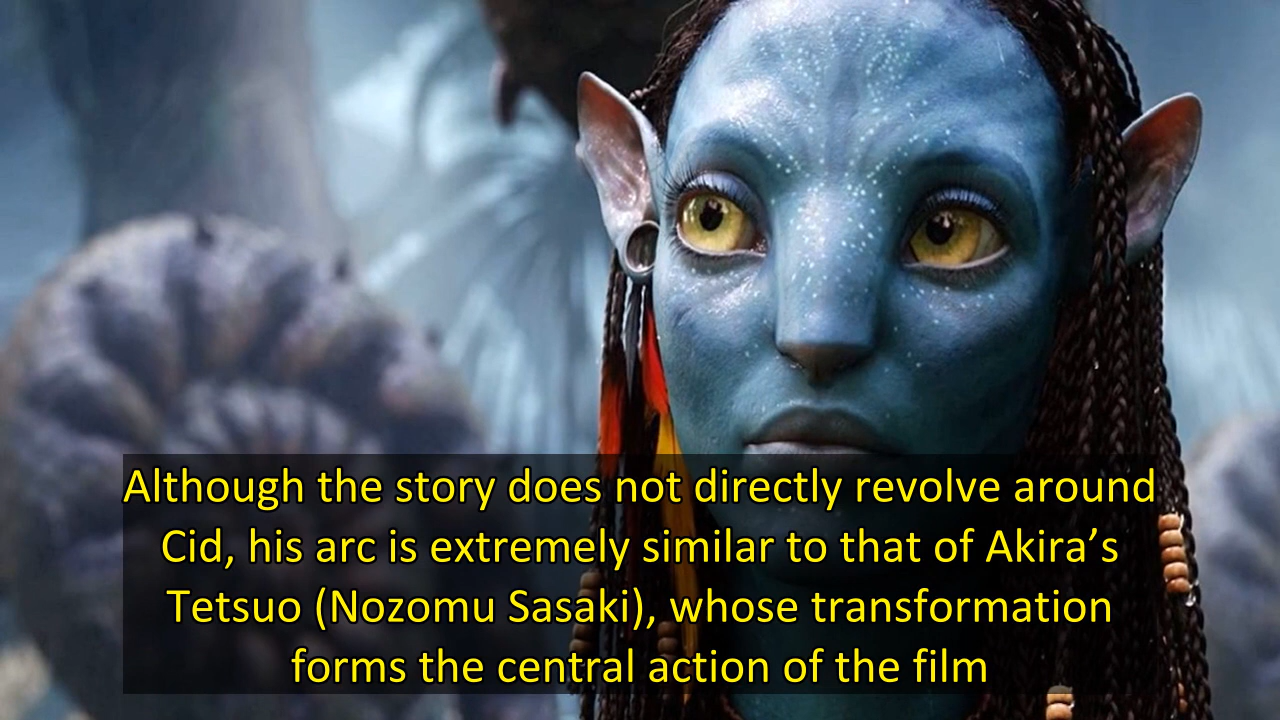 Although the story does not directly revolve around
Cid, his arc is extremely similar to that of Akira’s
Tetsuo (Nozomu Sasaki), whose transformation
forms the central action of the film